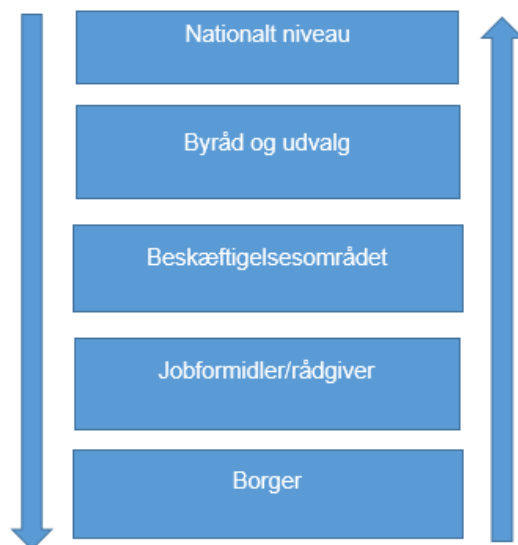 Nationalt niveau
Byråd og udvalg
Beskæftigelsesområdet
Jobformidler/rådgiver
Borger